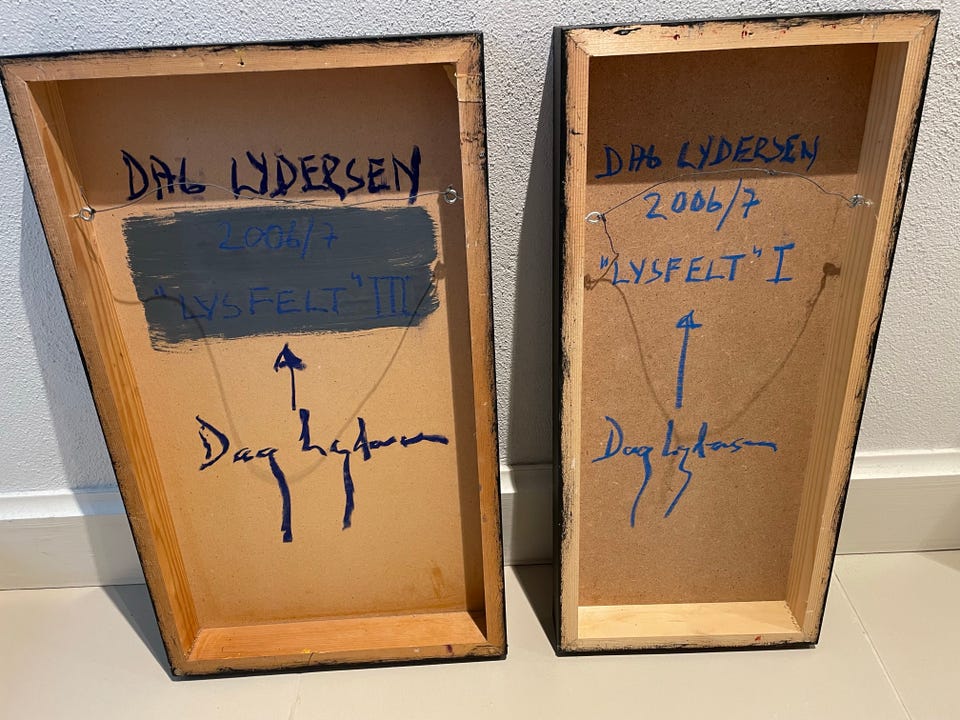 DAG LYDERSEN
2006/7
"LYSFELT" III
Dag Lydersen
DAG LYDERSEN
2006/7
"LYSFELT" I
Dag Lydersen